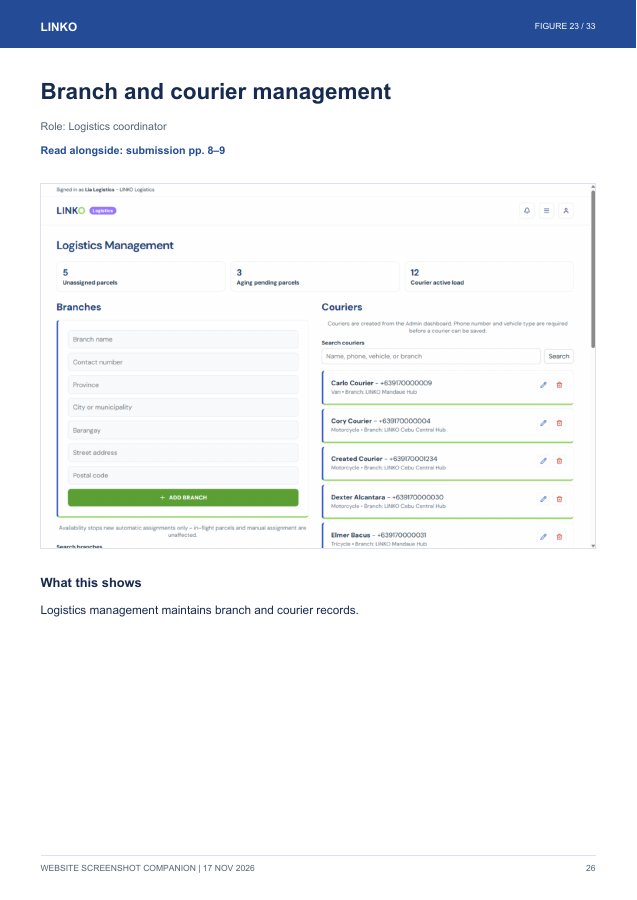 LINKO
FIGURE 23 / 33
Branch and courier management
Role: Logistics coordinator
Read alongside: submission pp. 8–9
Signed in as Lia Logistics - LINKO Logistics
LINKO Logistics
Logistics Management
5
Unassigned parcels
3
Aging pending parcels
12
Courier active load
Branches
Branch name
Contact number
Province
City or municipality
Barangay
Street address
Postal code
+ ADD BRANCH
Availability stops new automatic assignments only – in-flight parcels and manual assignment are
unaffected.
Search branches
Couriers
Couriers are created from the Admin dashboard. Phone number and vehicle type are required
before a courier can be saved.
Search couriers
Name, phone, vehicle, or branch
Search
Carlo Courier - +639170000009
Van • Branch: LINKO Mandaue Hub
Cory Courier - +639170000004
Motorcycle • Branch: LINKO Cebu Central Hub
Created Courier - +639170001234
Motorcycle • Branch: LINKO Cebu Central Hub
Dexter Alcantara - +639170000030
Motorcycle • Branch: LINKO Cebu Central Hub
Elmer Bacus - +639170000031
Tricycle • Branch: LINKO Mandaue Hub
What this shows
Logistics management maintains branch and courier records.
WEBSITE SCREENSHOT COMPANION | 17 NOV 2026
26